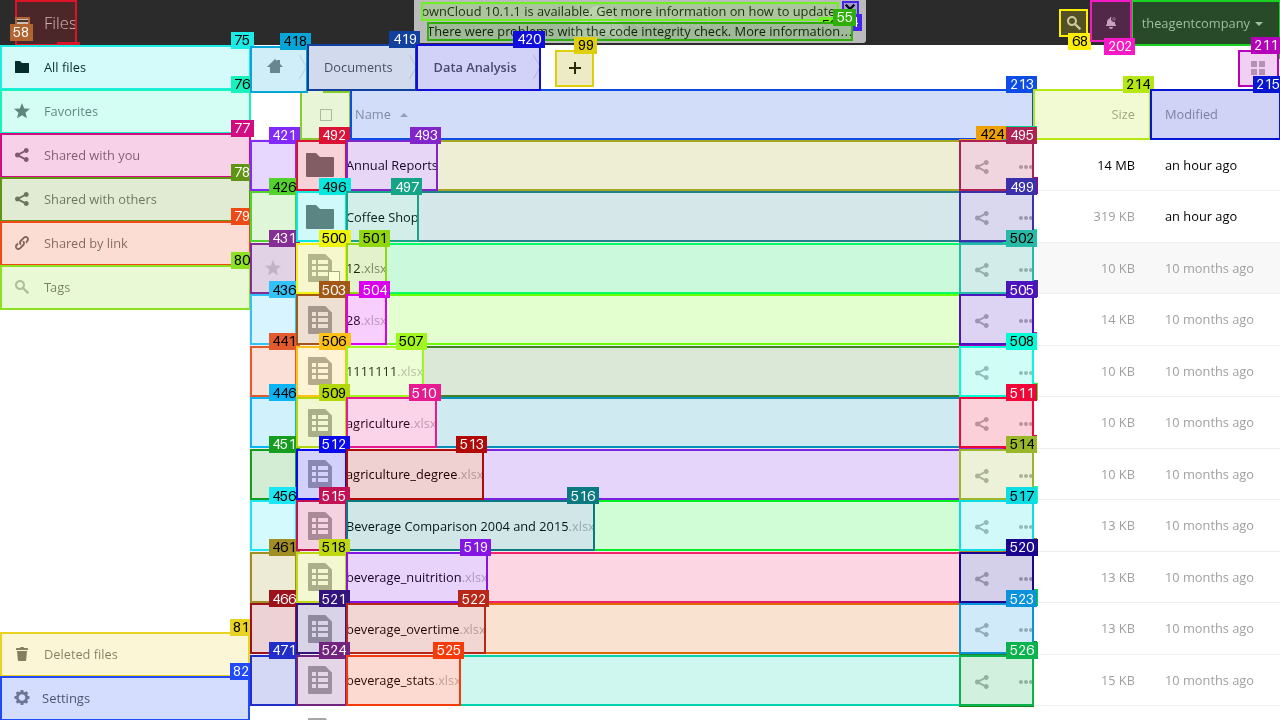 ownCloud 10.1.1 is available. Get more information on how to update
55
There were problems with the code integrity check. More information...
58
Files
68
202
theagentcompany
75
All files
76
Favorites
77
Shared with you
78
Shared with others
79
Shared by link
80
Tags
81
Deleted files
82
Settings
418
419
Documents
420
Data Analysis
99
+
211
213
Name
214
Size
215
Modified
421
492
493
Annual Reports
424
495
14 MB
an hour ago
426
496
497
Coffee Shop
499
319 KB
an hour ago
431
500
501
12.xlsx
502
10 KB
10 months ago
436
503
504
28.xlsx
505
14 KB
10 months ago
441
506
507
1111111.xlsx
508
10 KB
10 months ago
446
509
510
agriculture.xlsx
511
10 KB
10 months ago
451
512
513
agriculture_degree.xlsx
514
10 KB
10 months ago
456
515
516
Beverage Comparison 2004 and 2015.xlsx
517
13 KB
10 months ago
461
518
519
beverage_nuitrition.xlsx
520
13 KB
10 months ago
466
521
522
beverage_overtime.xlsx
523
13 KB
10 months ago
471
524
525
beverage_stats.xlsx
526
15 KB
10 months ago